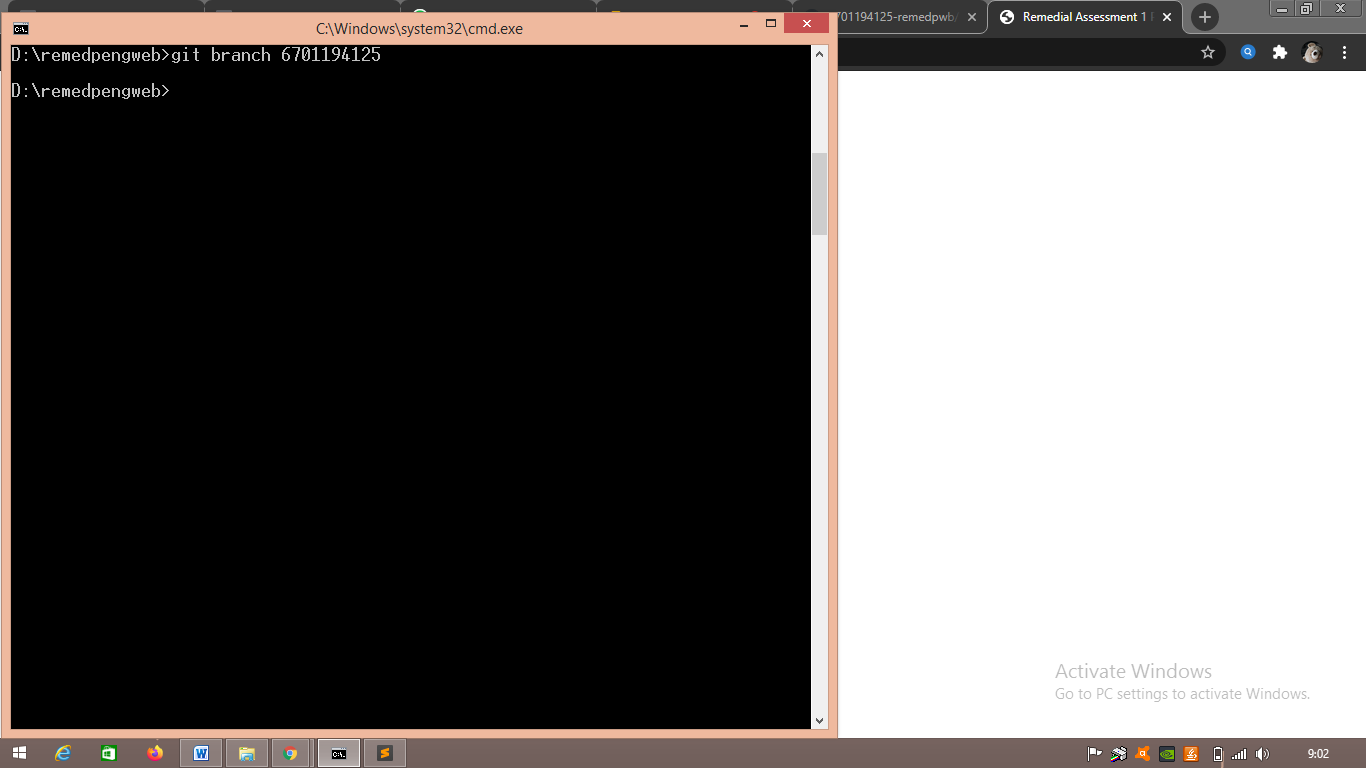 C:\Windows\system32\cmd.exe
701194125-remedpwb/
Remedial Assessment 1
D:\remedpengweb>git branch 6701194125
D:\remedpengweb>
Activate Windows
Go to PC settings to activate Windows.
9:02